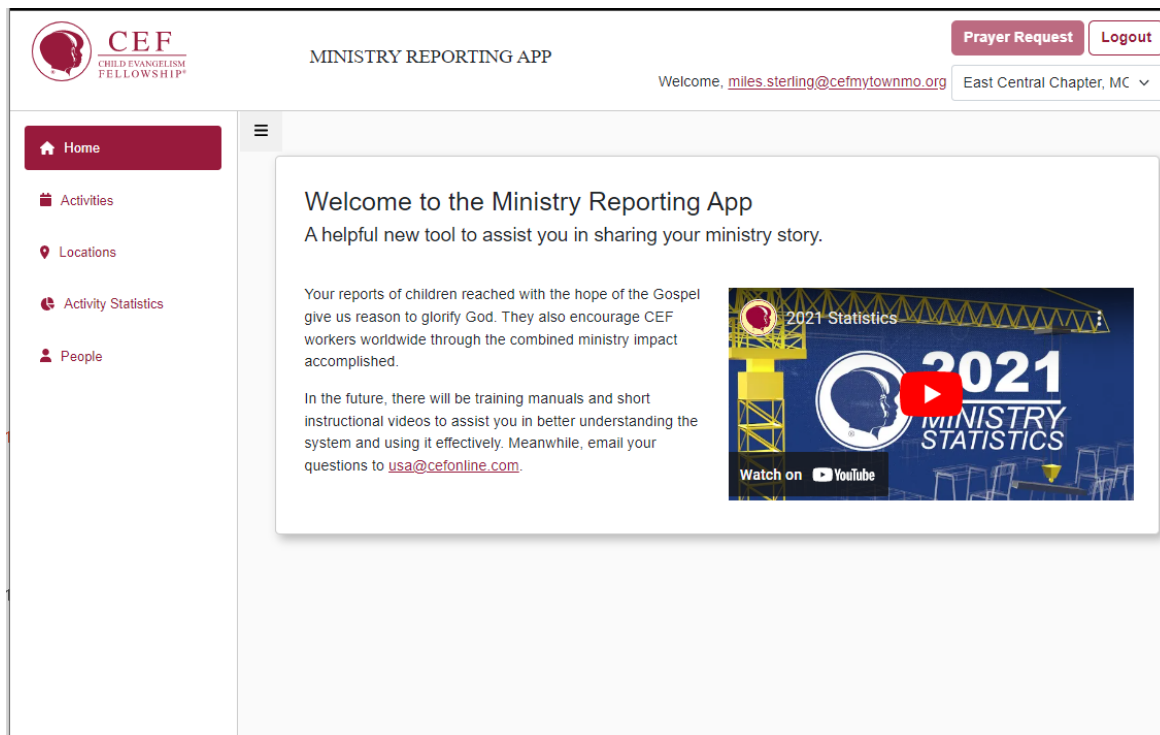 CEF
CHILD EVANGELISM
FELLOWSHIP®
MINISTRY REPORTING APP
Prayer Request
Logout
Welcome, miles.sterling@cefmytownmo.org
East Central Chapter, MO
Home
Activities
Locations
Activity Statistics
People
Welcome to the Ministry Reporting App
A helpful new tool to assist you in sharing your ministry story.
Your reports of children reached with the hope of the Gospel
give us reason to glorify God. They also encourage CEF
workers worldwide through the combined ministry impact
accomplished.
In the future, there will be training manuals and short
instructional videos to assist you in better understanding the
system and using it effectively. Meanwhile, email your
questions to usa@cefonline.com.
2021 Statistics
2021
MINISTRY
STATISTICS
Watch on YouTube